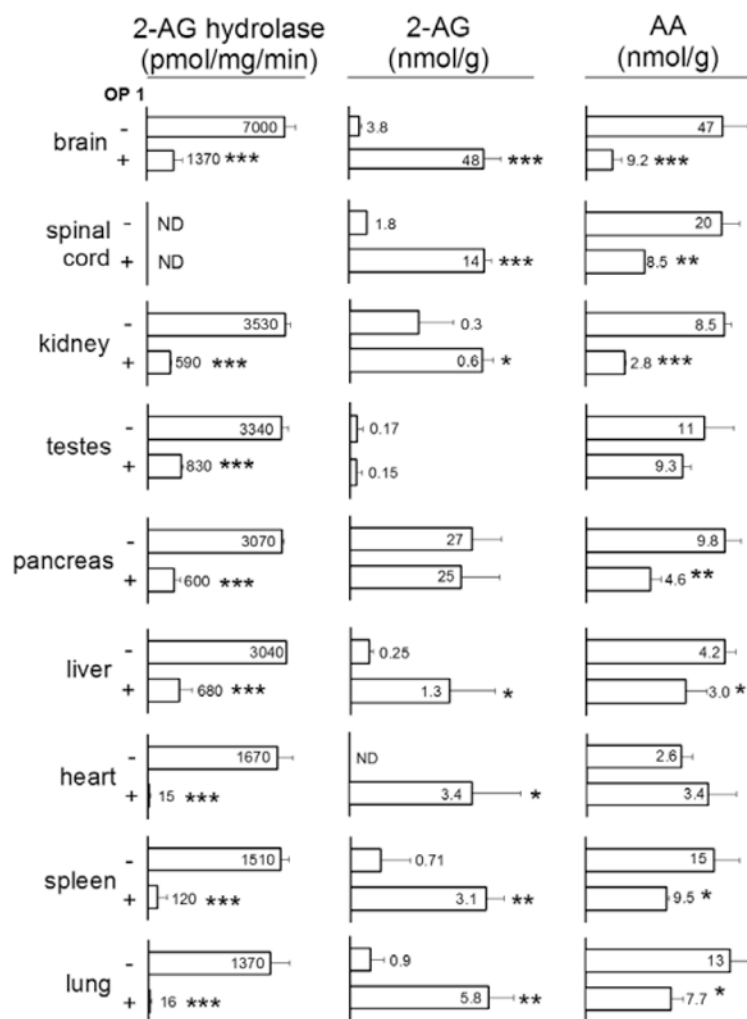 2-AG hydrolase 2-AG AA
(pmol/mg/min) (nmol/g) (nmol/g)
OP 1
- 7000 3.8 47
brain
+ 1370 *** 48 *** 9.2 ***
- ND 1.8 20
spinal
cord
+ ND 14 *** 8.5 **
- 3530 0.3 8.5
kidney
+ 590 *** 0.6 * 2.8 ***
- 3340 0.17 11
testes
+ 830 *** 0.15 9.3
- 3070 27 9.8
pancreas
+ 600 *** 25 4.6 **
- 3040 0.25 4.2
liver
+ 680 *** 1.3 * 3.0 *
- 1670 ND 2.6
heart
+ 15 *** 3.4 * 3.4
- 1510 0.71 15
spleen
+ 120 *** 3.1 ** 9.5 *
- 1370 0.9 13
lung
+ 16 *** 5.8 ** 7.7 *